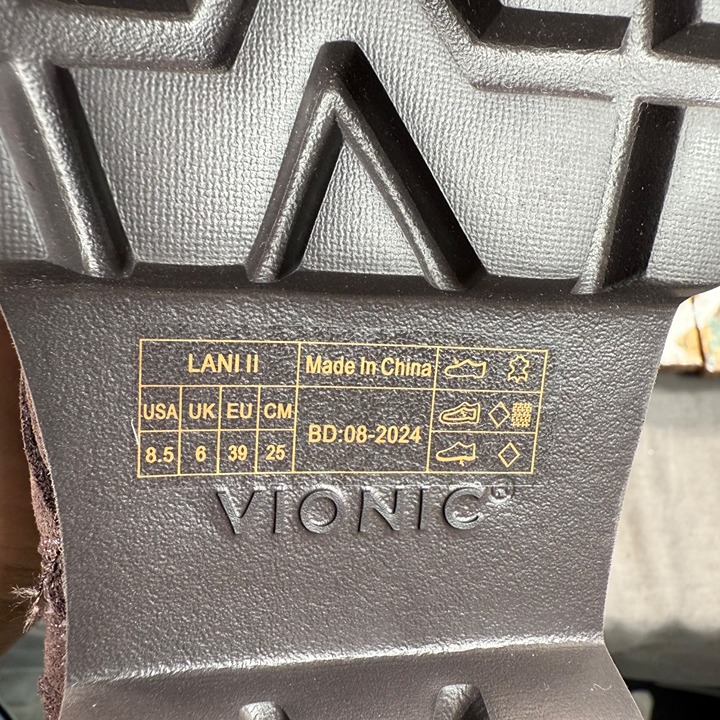 LANI II Made In China
USA UK EU CM
BD:08-2024
8.5 6 39 25
VIONIC®